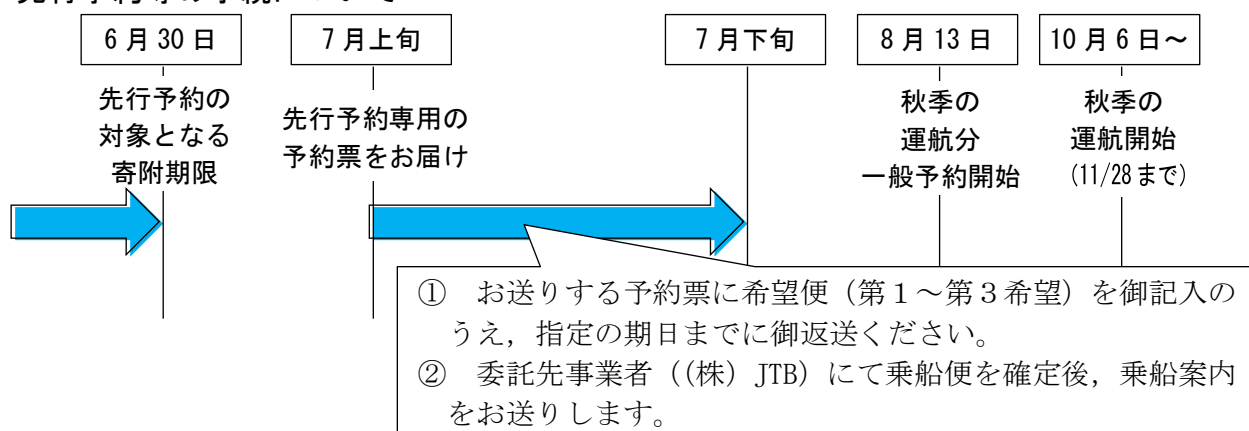 6月30日
7月上旬
7月下旬
8月13日
10月6日～
先行予約の
対象となる
寄附期限
先行予約専用の
予約票をお届け
秋季の
運航分
一般予約開始
秋季の
運航開始
(11/28まで)
①　お送りする予約票に希望便（第１～第３希望）を御記入の
うえ，指定の期日までに御返送ください。
②　委託先事業者（(株) JTB）にて乗船便を確定後，乗船案内
をお送りします。